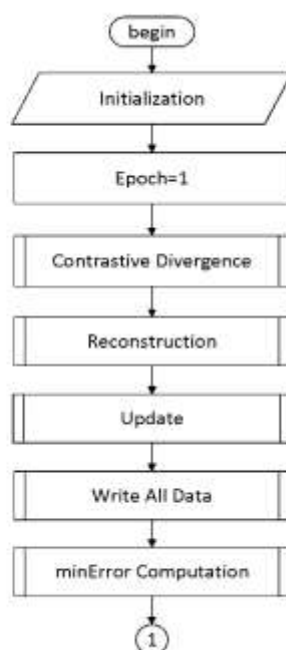 begin
Initialization
Epoch=1
Contrastive Divergence
Reconstruction
Update
Write All Data
minError Computation
1